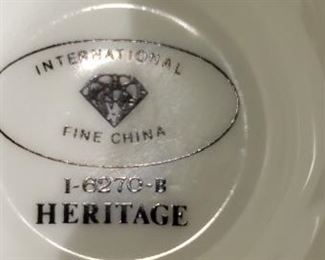 INTERNATIONAL
FINE CHINA
I-6270-B
HERITAGE